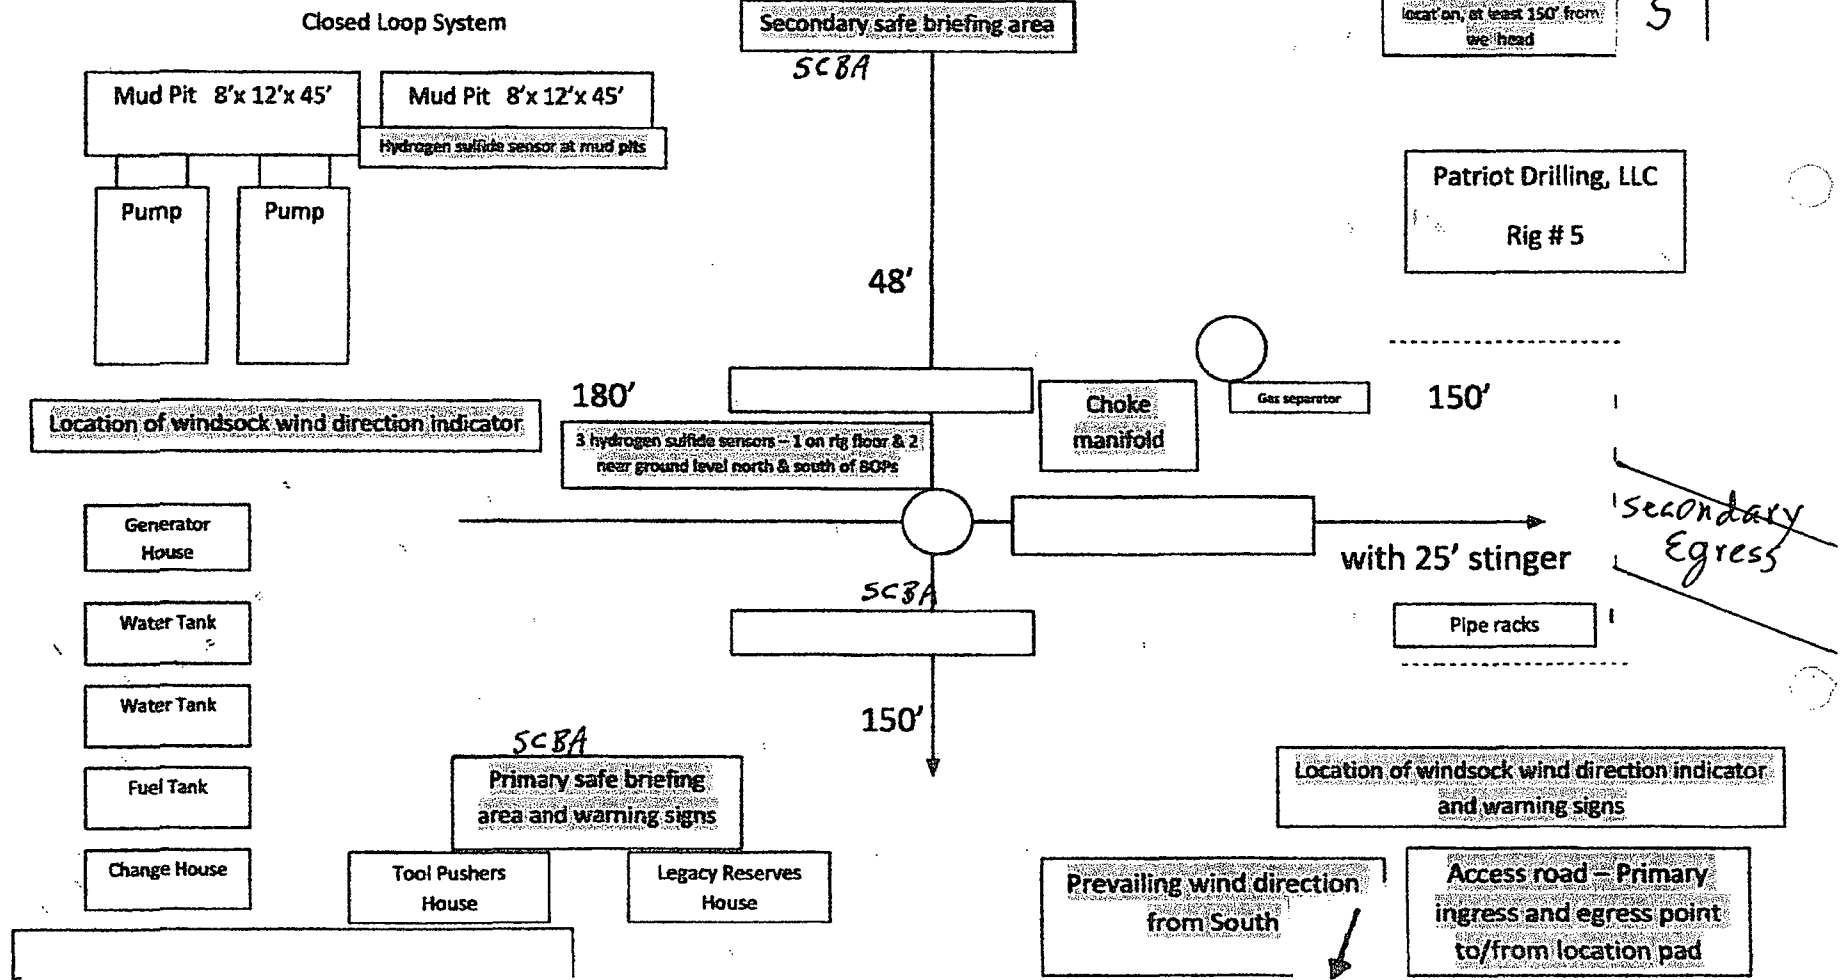 Closed Loop System
Secondary safe briefing area
location, at least 150' from
wellhead
S
SCBA
Mud Pit 8'x 12'x 45'
Mud Pit 8'x 12'x 45'
Hydrogen sulfide sensor at mud pits
Pump
Pump
Patriot Drilling, LLC
Rig # 5
48'
180'
Location of windsock wind direction indicator
3 hydrogen sulfide sensors – 1 on rig floor & 2
near ground level north & south of BOPs
Choke
manifold
Gas separator
150'
Secondary
Egress
with 25' stinger
Generator
House
SCBA
Water Tank
Pipe racks
Water Tank
150'
SCBA
Primary safe briefing
area and warning signs
Location of windsock wind direction indicator
and warning signs
Fuel Tank
Change House
Tool Pushers
House
Legacy Reserves
House
Prevailing wind direction
from South
Access road – Primary
ingress and egress point
to/from location pad